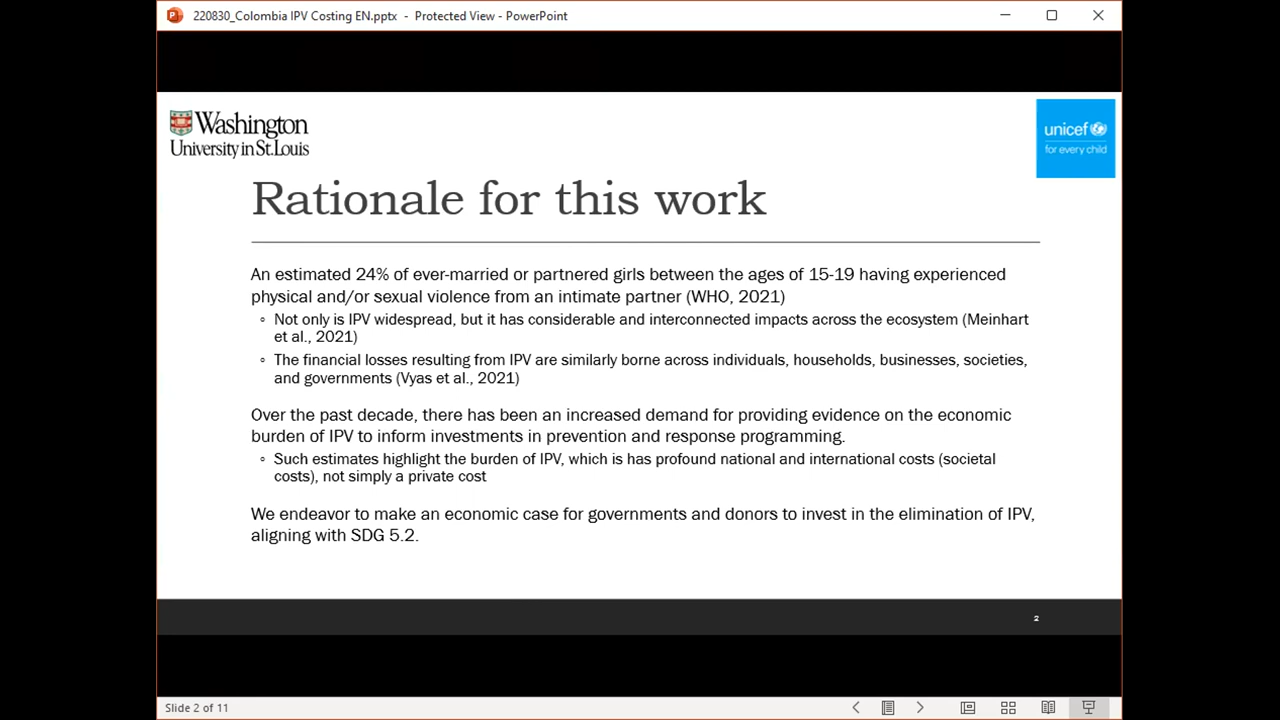 220830_Colombia IPV Costing EN.pptx - Protected View - PowerPoint
Washington
University in St. Louis
unicef
for every child
Rationale for this work
An estimated 24% of ever-married or partnered girls between the ages of 15-19 having experienced
physical and/or sexual violence from an intimate partner (WHO, 2021)
◦ Not only is IPV widespread, but it has considerable and interconnected impacts across the ecosystem (Meinhart
et al., 2021)
◦ The financial losses resulting from IPV are similarly borne across individuals, households, businesses, societies,
and governments (Vyas et al., 2021)
Over the past decade, there has been an increased demand for providing evidence on the economic
burden of IPV to inform investments in prevention and response programming.
◦ Such estimates highlight the burden of IPV, which is has profound national and international costs (societal
costs), not simply a private cost
We endeavor to make an economic case for governments and donors to invest in the elimination of IPV,
aligning with SDG 5.2.
2
Slide 2 of 11